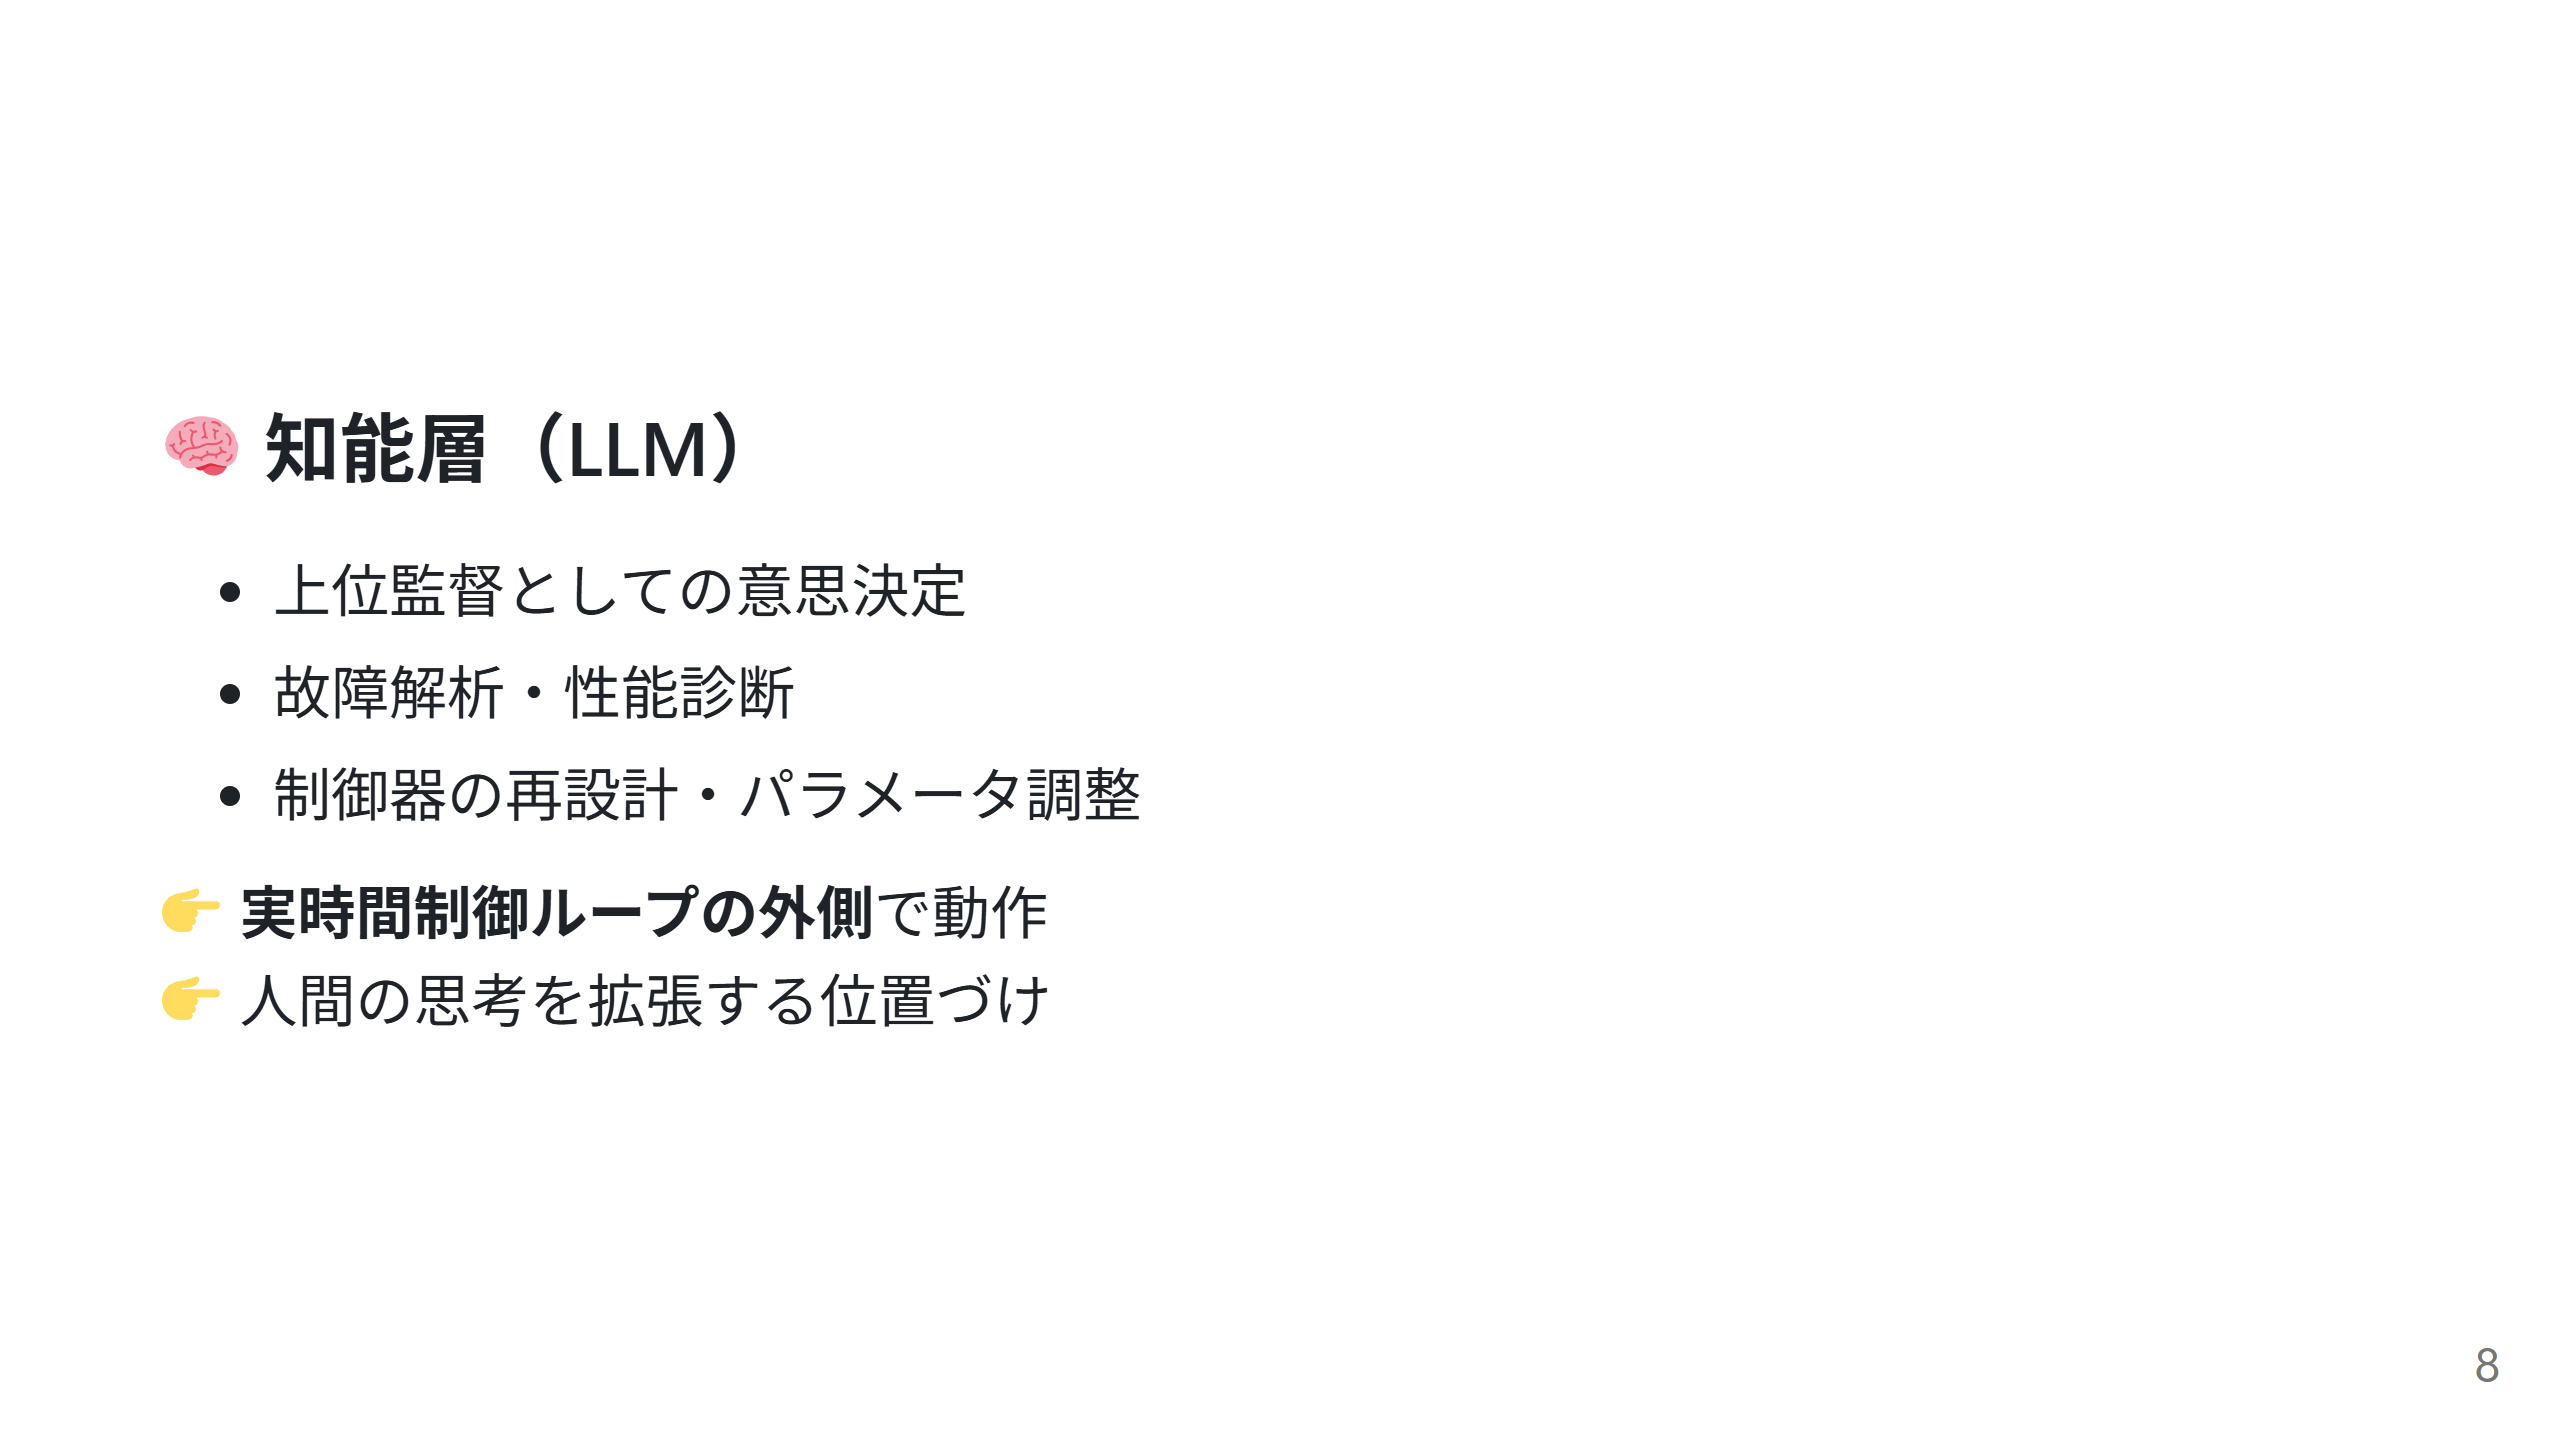 🧠 知能層（LLM）
• 上位監督としての意思決定
• 故障解析・性能診断
• 制御器の再設計・パラメータ調整
👉 実時間制御ループの外側で動作
👉 人間の思考を拡張する位置づけ
8